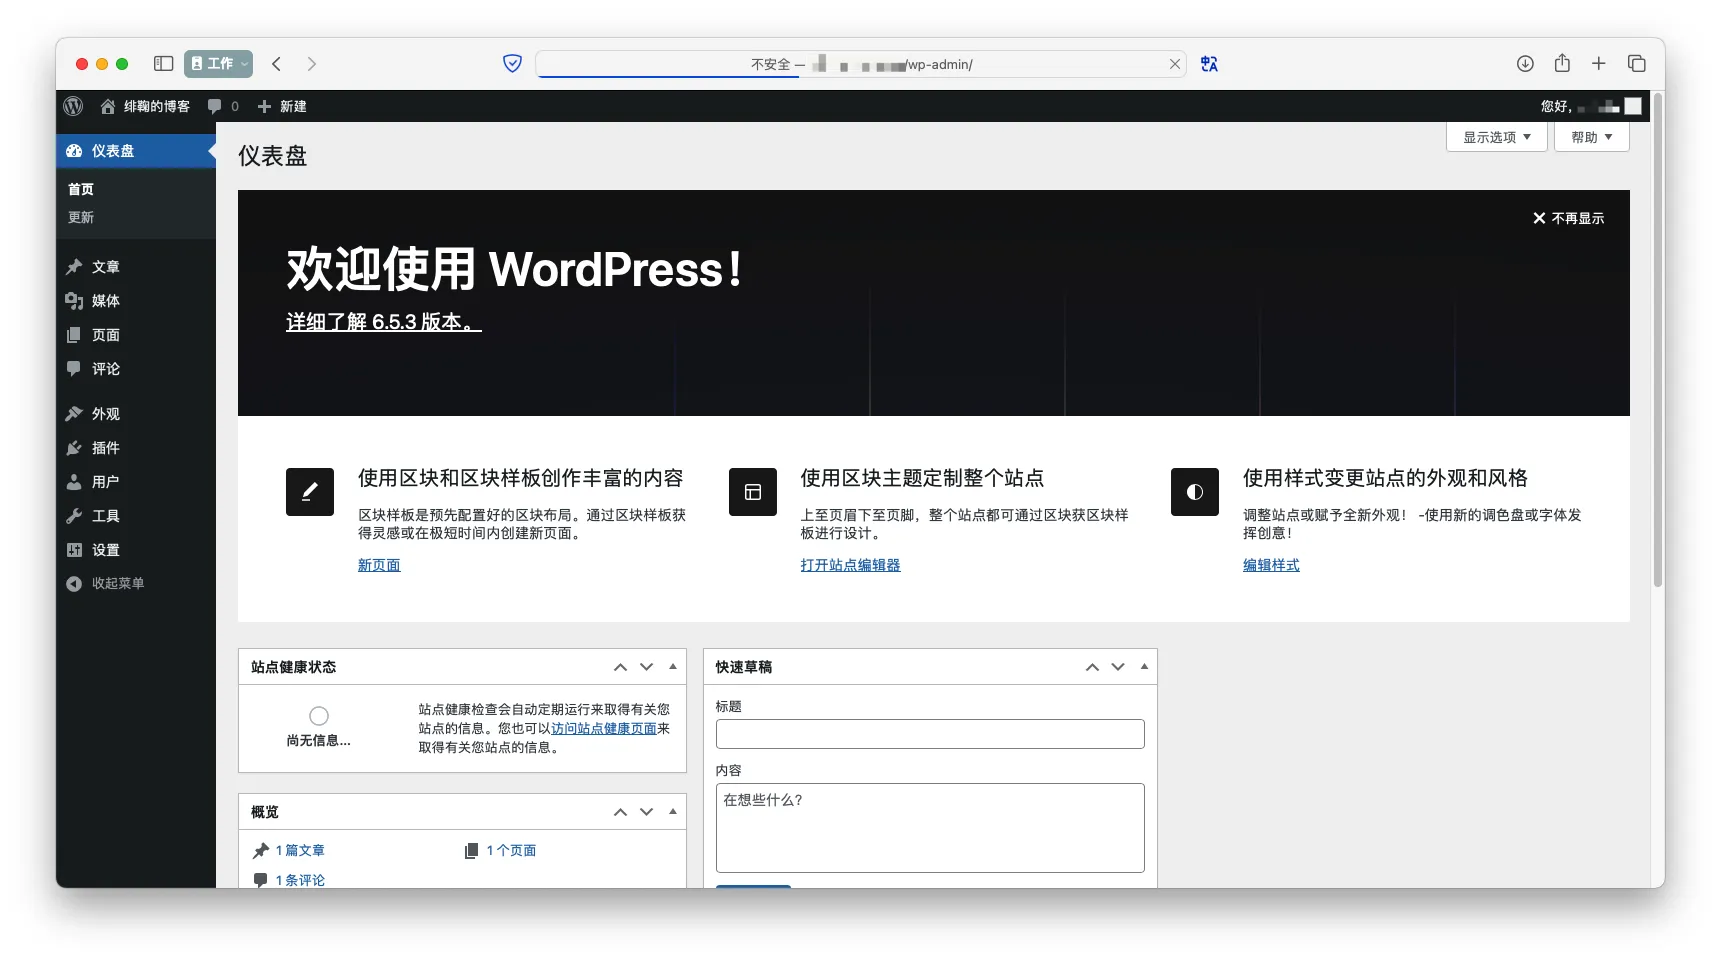 工作
不安全 — /wp-admin/
绯鞠的博客
0
新建
您好,
仪表盘
首页
更新
文章
媒体
页面
评论
外观
插件
用户
工具
设置
收起菜单
显示选项
帮助
仪表盘
不再显示
欢迎使用 WordPress！
详细了解 6.5.3 版本。
使用区块和区块样板创作丰富的内容
区块样板是预先配置好的区块布局。通过区块样板获
得灵感或在极短时间内创建新页面。
新页面
使用区块主题定制整个站点
上至页眉下至页脚，整个站点都可通过区块获区块样
板进行设计。
打开站点编辑器
使用样式变更站点的外观和风格
调整站点或赋予全新外观！ -使用新的调色盘或字体发
挥创意！
编辑样式
站点健康状态
尚无信息...
站点健康检查会自动定期运行来取得有关您
站点的信息。您也可以访问站点健康页面来
取得有关您站点的信息。
概览
1 篇文章
1 个页面
1 条评论
快速草稿
标题
内容
在想些什么？